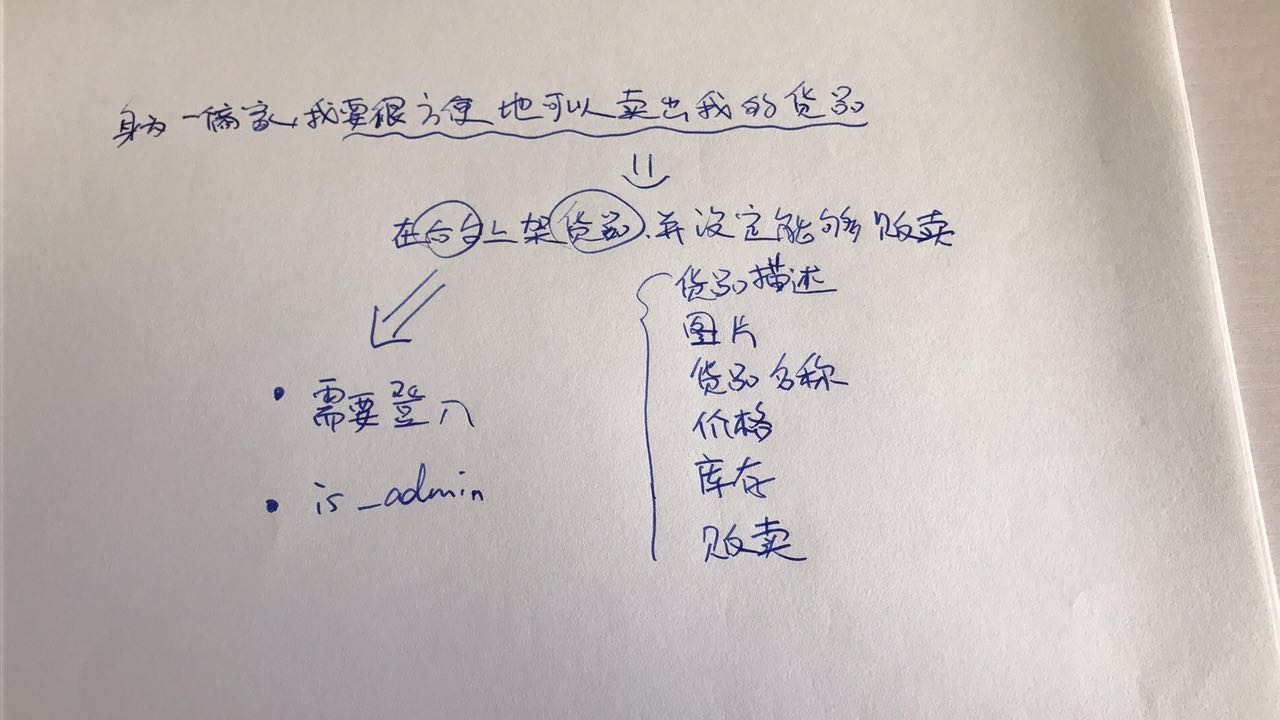 身为一商家,我要很方便地可以卖出我的货品
在后台上架货品,并设定能够贩卖
货品描述
图片
货品名称
价格
库存
贩卖
• 需要登入
• is_admin